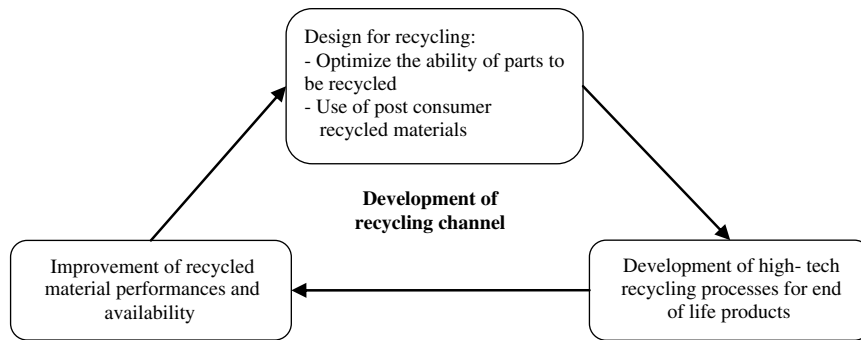 Design for recycling:
- Optimize the ability of parts to
be recycled
- Use of post consumer
recycled materials
Development of
recycling channel
Improvement of recycled
material performances and
availability
Development of high- tech
recycling processes for end
of life products